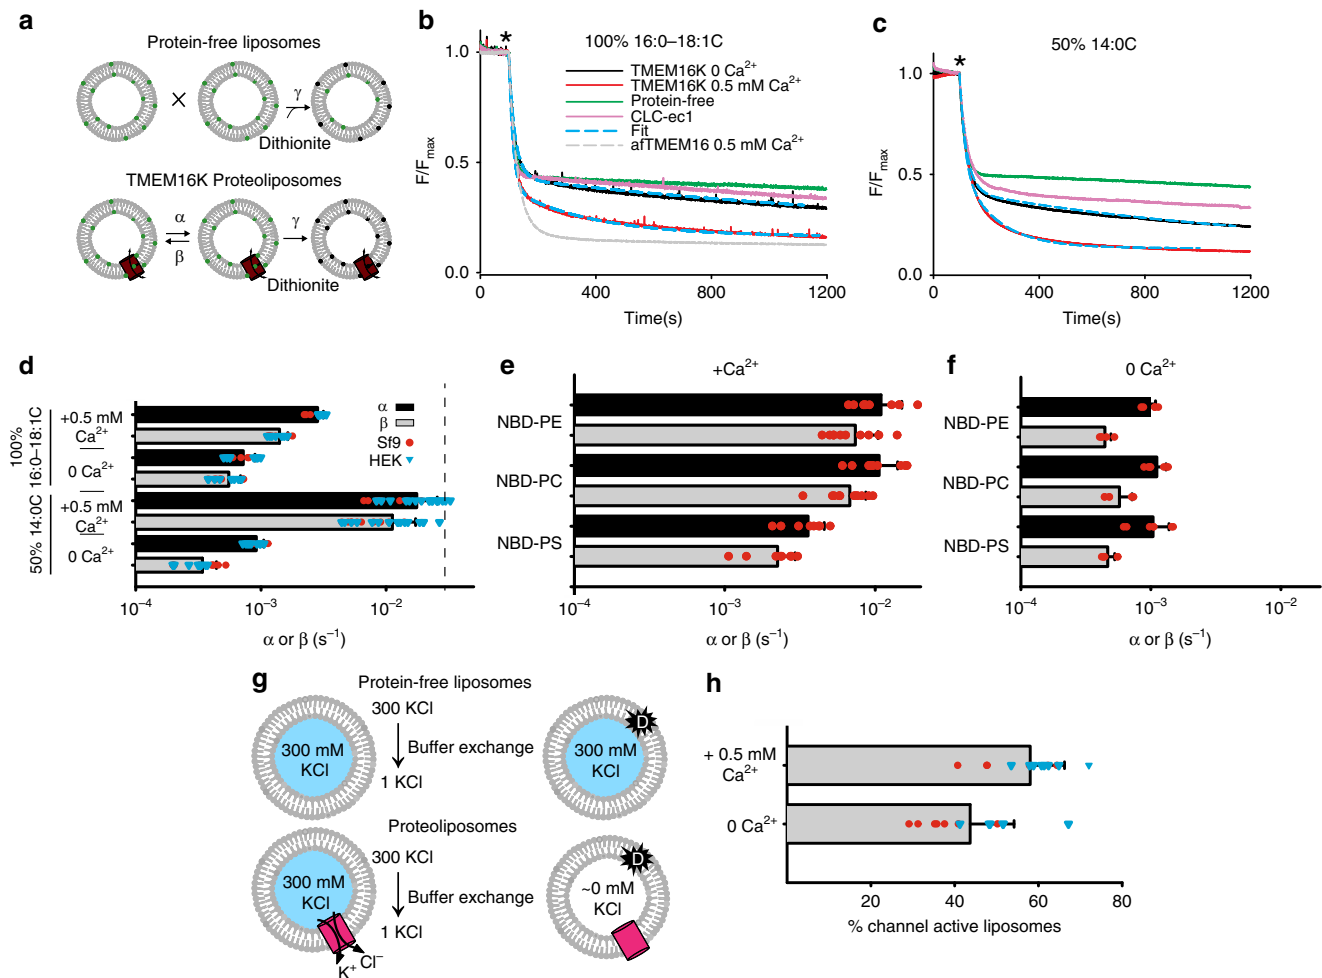 a
Protein-free liposomes
×
γ
Dithionite
TMEM16K Proteoliposomes
α
β
γ
Dithionite
b
*
100% 16:0–18:1C
TMEM16K 0 Ca²⁺
TMEM16K 0.5 mM Ca²⁺
Protein-free
CLC-ec1
Fit
afTMEM16 0.5 mM Ca²⁺
F/Fmax
1.0
0.5
0.0
0 400 800 1200
Time(s)
c
*
50% 14:0C
F/Fmax
1.0
0.5
0.0
0 400 800 1200
Time(s)
d
100%
16:0–18:1C
+0.5 mM
Ca²⁺
0 Ca²⁺
50% 14:0C
+0.5 mM
Ca²⁺
0 Ca²⁺
α
β
Sf9
HEK
10⁻⁴ 10⁻³ 10⁻²
α or β (s⁻¹)
e
+Ca²⁺
NBD-PE
NBD-PC
NBD-PS
10⁻⁴ 10⁻³ 10⁻²
α or β (s⁻¹)
f
0 Ca²⁺
NBD-PE
NBD-PC
NBD-PS
10⁻⁴ 10⁻³ 10⁻²
α or β (s⁻¹)
g
Protein-free liposomes
300 mM
KCl
300 KCl
Buffer exchange
1 KCl
D
300 mM
KCl
Proteoliposomes
300 mM
KCl
300 KCl
Buffer exchange
1 KCl
K⁺ Cl⁻
D
~0 mM
KCl
h
+ 0.5 mM
Ca²⁺
0 Ca²⁺
20 40 60 80
% channel active liposomes